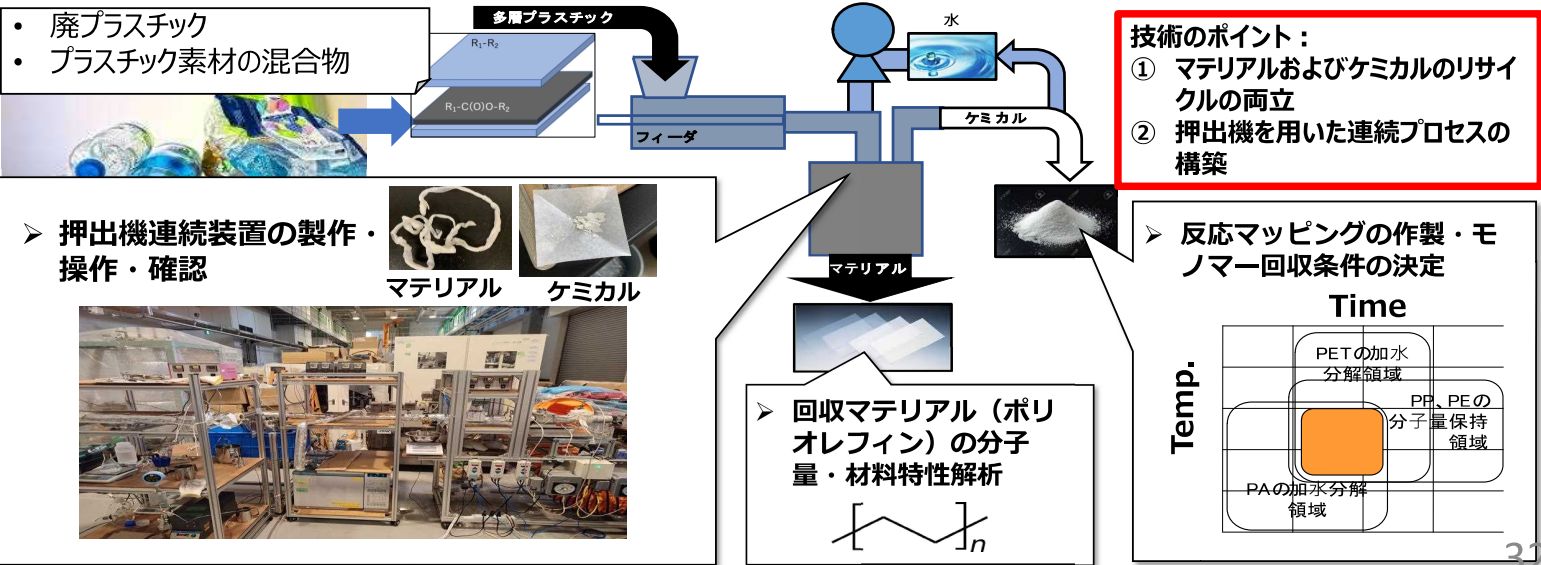 • 廃プラスチック
• プラスチック素材の混合物
多層プラスチック
R₁-R₂
R₁-C(O)O-R₂
フィーダ
水
ケミカル
マテリアル
技術のポイント：
① マテリアルおよびケミカルのリサイ
クルの両立
② 押出機を用いた連続プロセスの
構築
➢ 押出機連続装置の製作・
操作・確認
マテリアル
ケミカル
➢ 回収マテリアル（ポリ
オレフィン）の分子
量・材料特性解析
n
➢ 反応マッピングの作製・モ
ノマー回収条件の決定
Time
Temp.
PETの加水
分解領域
PP、PEの
分子量保持
領域
PAの加水分解
領域